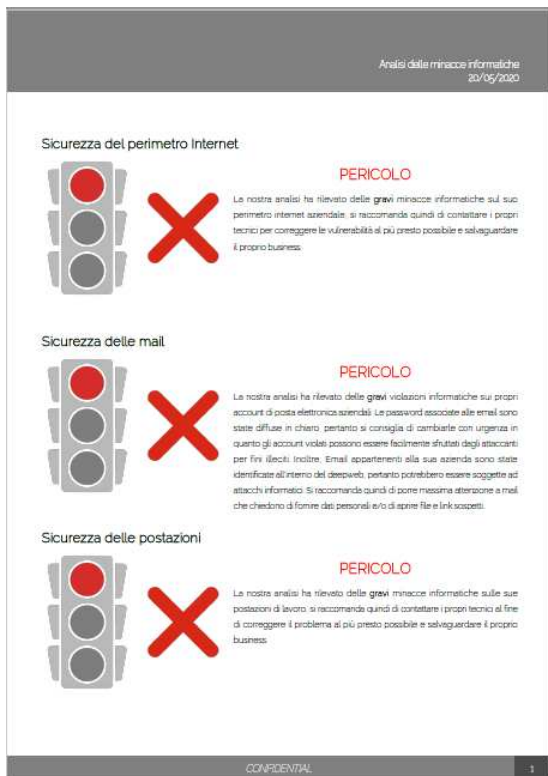 Analisi delle minacce informatiche
20/05/2020
Sicurezza del perimetro Internet
PERICOLO
La nostra analisi ha rilevato delle gravi minacce informatiche sul suo
perimetro internet aziendale, si raccomanda quindi di contattare i propri
tecnici per correggere le vulnerabilità al più presto possibile e salvaguardare
il proprio business.
Sicurezza delle mail
PERICOLO
La nostra analisi ha rilevato delle gravi violazioni informatiche sui propri
account di posta elettronica aziendali. Le password associate alle email sono
state diffuse in chiaro, pertanto si consiglia di cambiarle con urgenza in
quanto gli account violati possono essere facilmente sfruttati dagli attaccanti
per fini illeciti. Inoltre, Email appartenenti alla sua azienda sono state
identificate all'interno del deepweb, pertanto potrebbero essere soggette ad
attacchi informatici. Si raccomanda quindi di porre massima attenzione a mail
che chiedono di fornire dati personali e/o di aprire file e link sospetti.
Sicurezza delle postazioni
PERICOLO
La nostra analisi ha rilevato delle gravi minacce informatiche sulle sue
postazioni di lavoro, si raccomanda quindi di contattare i propri tecnici al fine
di correggere il problema al più presto possibile e salvaguardare il proprio
business.
CONFIDENTIAL
1